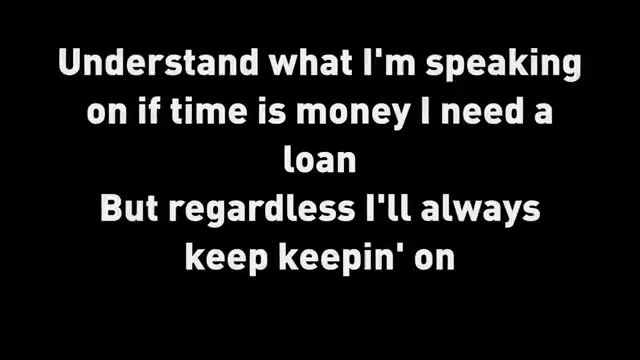 Understand what I'm speaking
on if time is money I need a
loan
But regardless I'll always
keep keepin' on